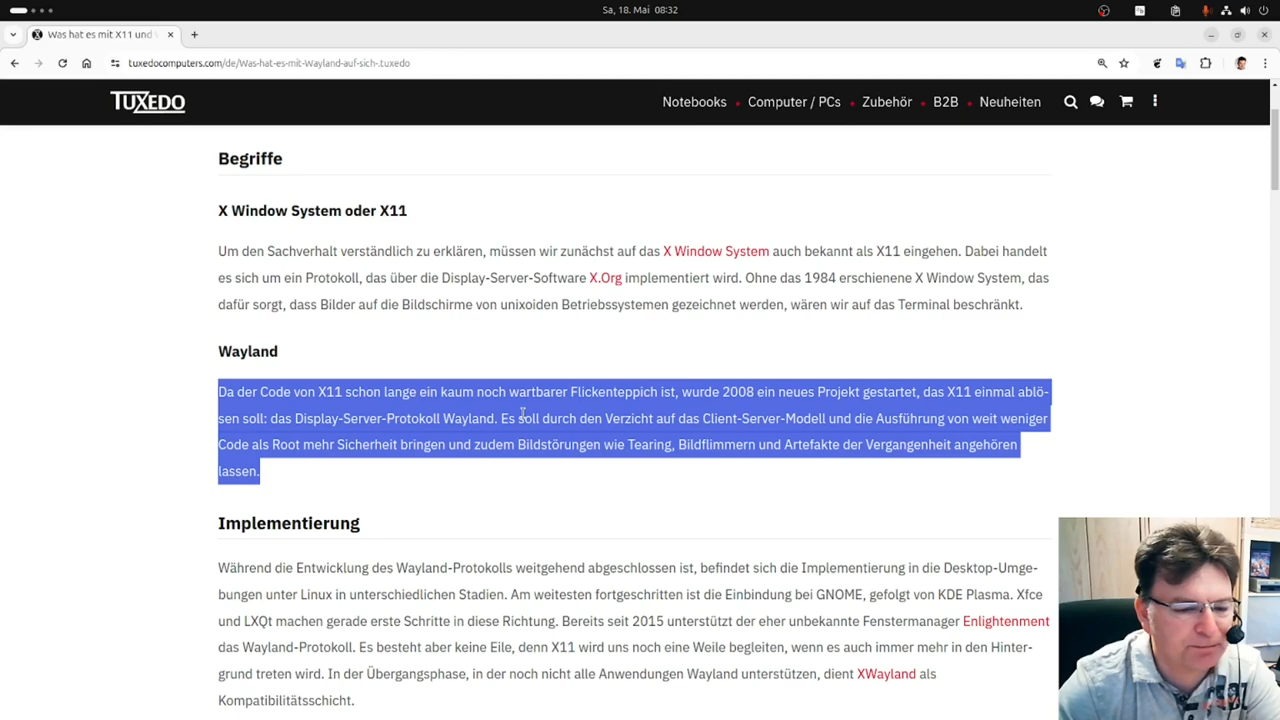 Sa, 18. Mai 08:32
Was hat es mit X11 und
tuxedocomputers.com/de/Was-hat-es-mit-Wayland-auf-sich-.tuxedo
TUXEDO
Notebooks
Computer / PCs
Zubehör
B2B
Neuheiten
Begriffe
X Window System oder X11
Um den Sachverhalt verständlich zu erklären, müssen wir zunächst auf das X Window System auch bekannt als X11 eingehen. Dabei handelt
es sich um ein Protokoll, das über die Display-Server-Software X.Org implementiert wird. Ohne das 1984 erschienene X Window System, das
dafür sorgt, dass Bilder auf die Bildschirme von unixoiden Betriebssystemen gezeichnet werden, wären wir auf das Terminal beschränkt.
Wayland
Da der Code von X11 schon lange ein kaum noch wartbarer Flickenteppich ist, wurde 2008 ein neues Projekt gestartet, das X11 einmal ablö-
sen soll: das Display-Server-Protokoll Wayland. Es soll durch den Verzicht auf das Client-Server-Modell und die Ausführung von weit weniger
Code als Root mehr Sicherheit bringen und zudem Bildstörungen wie Tearing, Bildflimmern und Artefakte der Vergangenheit angehören
lassen.
Implementierung
Während die Entwicklung des Wayland-Protokolls weitgehend abgeschlossen ist, befindet sich die Implementierung in die Desktop-Umge-
bungen unter Linux in unterschiedlichen Stadien. Am weitesten fortgeschritten ist die Einbindung bei GNOME, gefolgt von KDE Plasma. Xfce
und LXQt machen gerade erste Schritte in diese Richtung. Bereits seit 2015 unterstützt der eher unbekannte Fenstermanager Enlightenment
das Wayland-Protokoll. Es besteht aber keine Eile, denn X11 wird uns noch eine Weile begleiten, wenn es auch immer mehr in den Hinter-
grund treten wird. In der Übergangsphase, in der noch nicht alle Anwendungen Wayland unterstützen, dient XWayland als
Kompatibilitätsschicht.